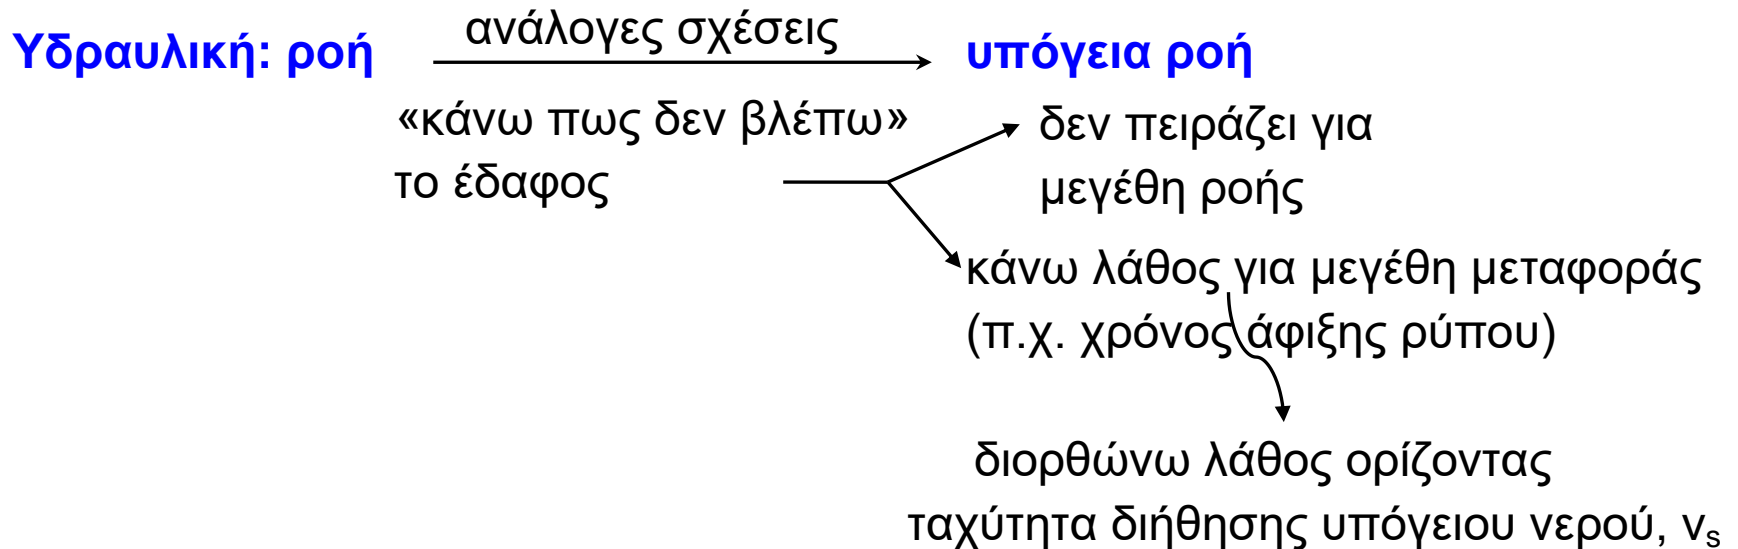 Υδραυλική: ροή ανάλογες σχέσεις υπόγεια ροή
«κάνω πως δεν βλέπω»
το έδαφος
δεν πειράζει για
μεγέθη ροής
κάνω λάθος για μεγέθη μεταφοράς
(π.χ. χρόνος άφιξης ρύπου)
διορθώνω λάθος ορίζοντας
ταχύτητα διήθησης υπόγειου νερού, vₛ